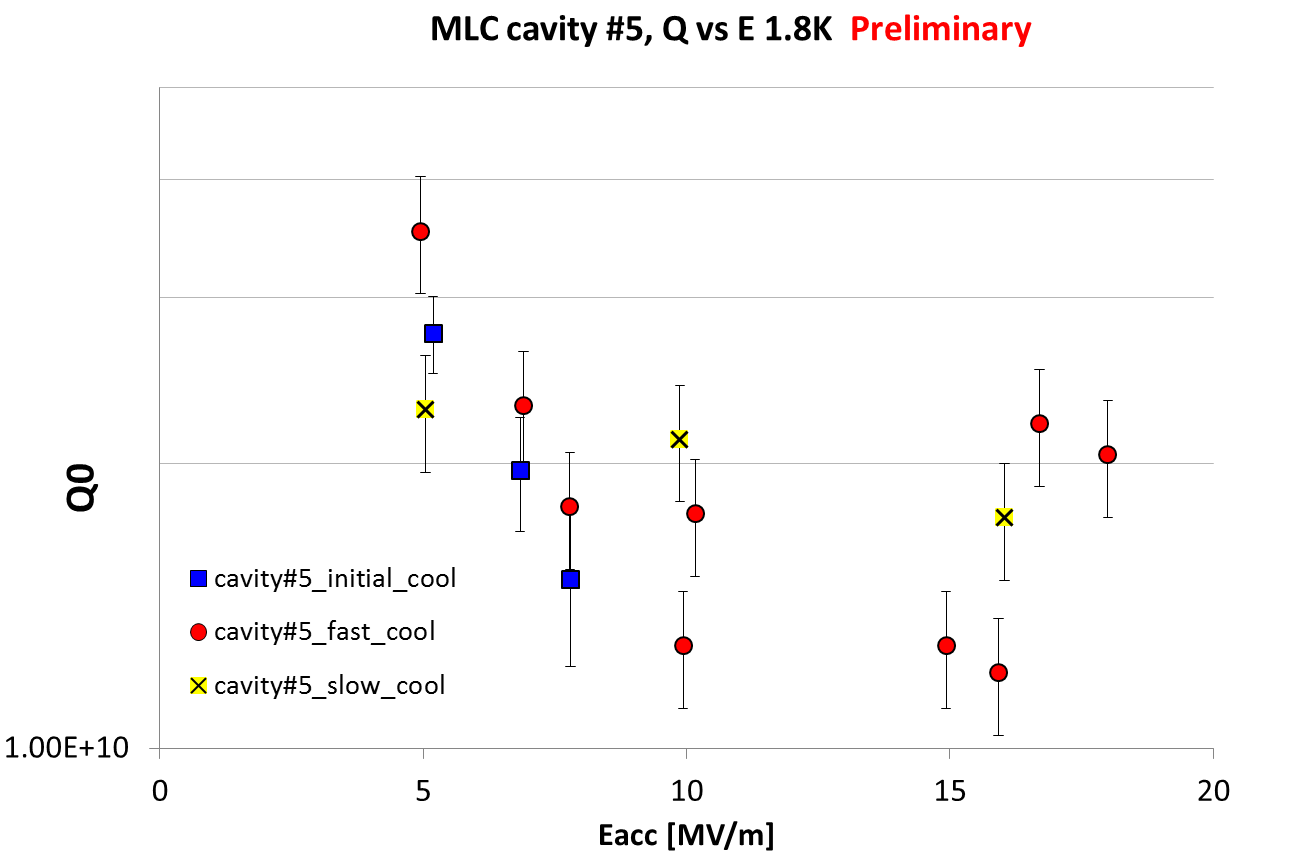 MLC cavity #5, Q vs E 1.8K Preliminary
Q0
cavity#5_initial_cool
cavity#5_fast_cool
cavity#5_slow_cool
1.00E+10
0 5 10 15 20
Eacc [MV/m]